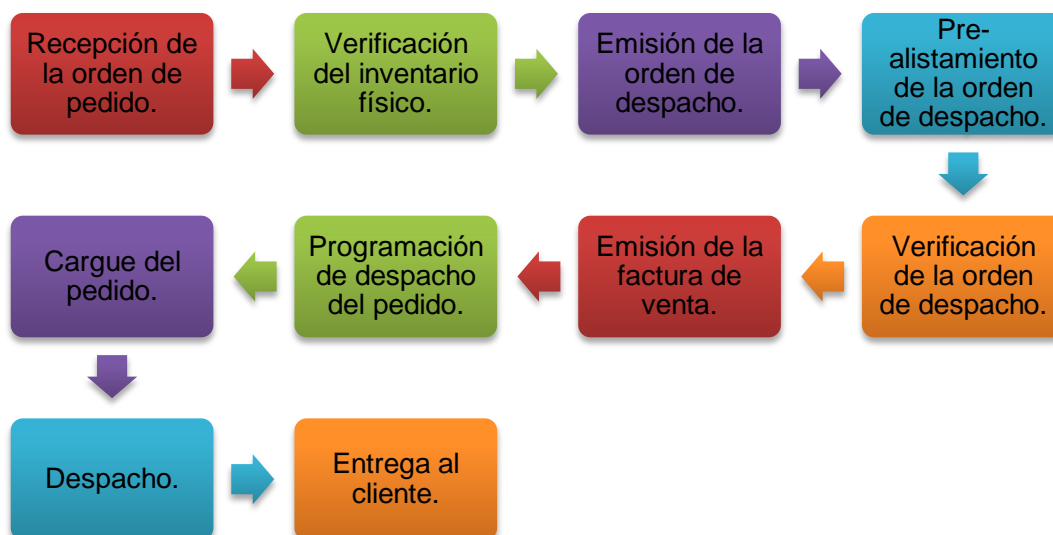 Recepción de
la orden de
pedido.
Verificación
del inventario
físico.
Emisión de la
orden de
despacho.
Pre-
alistamiento
de la orden
de despacho.
Verificación
de la orden
de despacho.
Emisión de la
factura de
venta.
Programación
de despacho
del pedido.
Cargue del
pedido.
Despacho.
Entrega al
cliente.